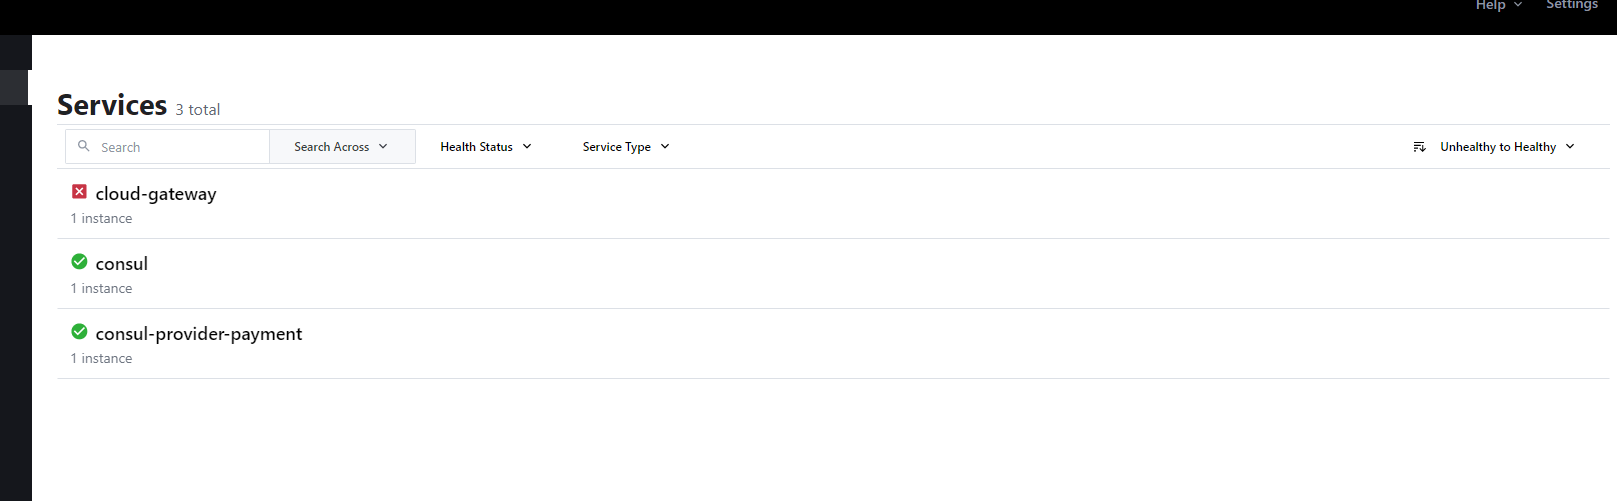 Help Settings
Services 3 total
Search Search Across Health Status Service Type Unhealthy to Healthy
cloud-gateway
1 instance
consul
1 instance
consul-provider-payment
1 instance